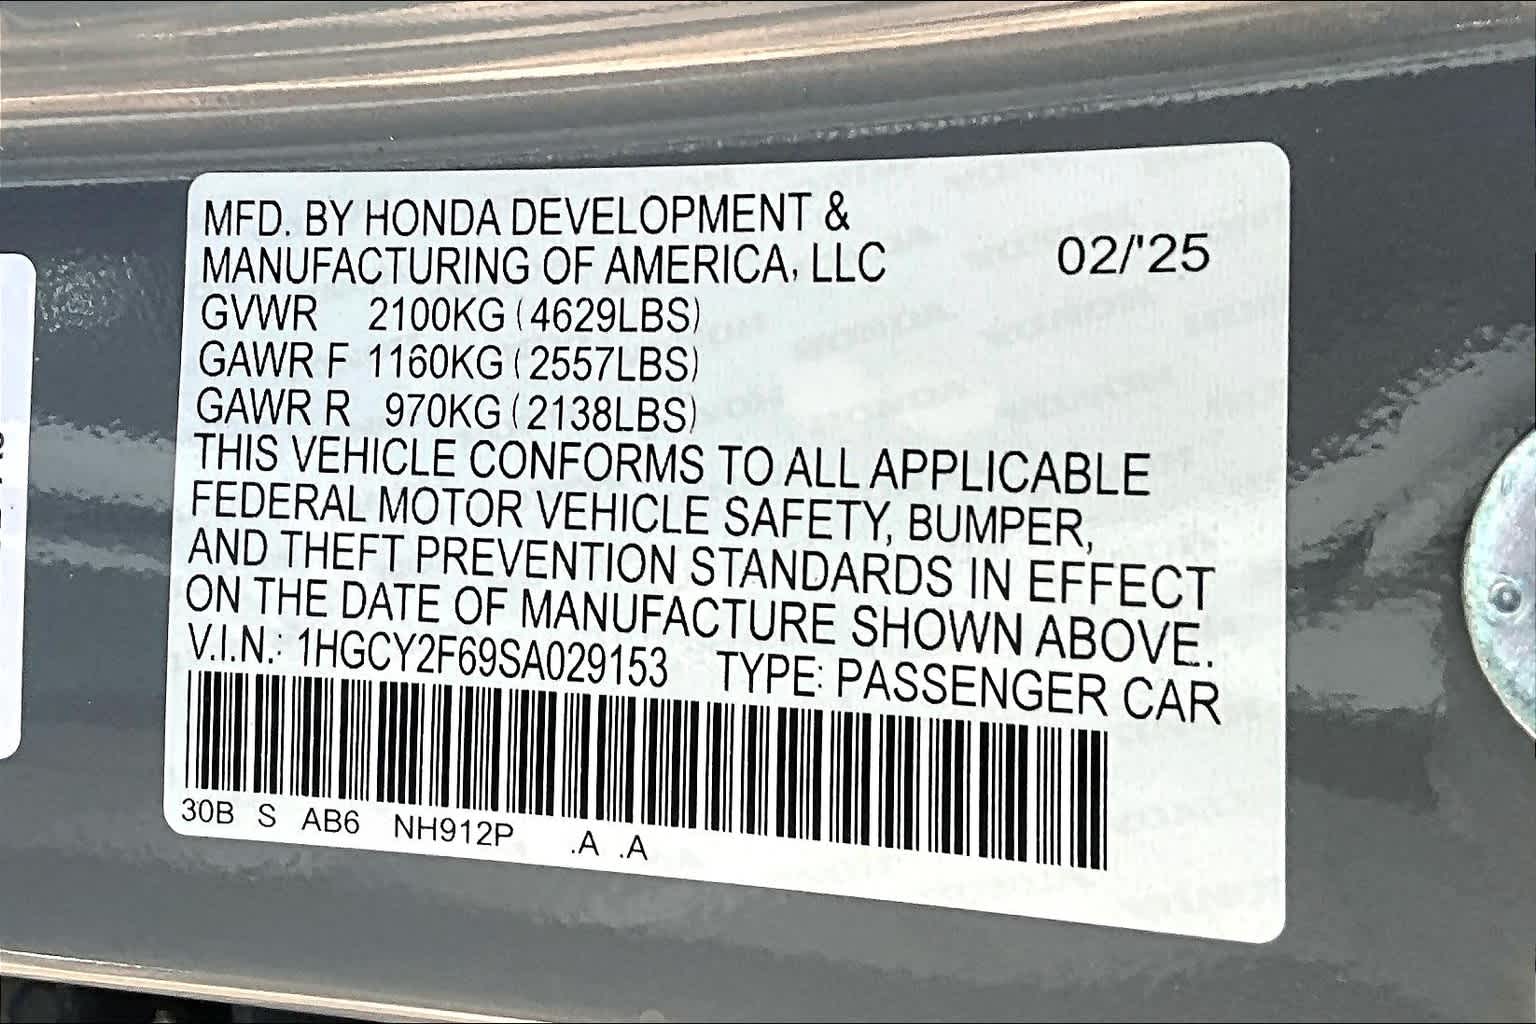 MFD. BY HONDA DEVELOPMENT &
MANUFACTURING OF AMERICA, LLC 02/'25
GVWR 2100KG (4629LBS)
GAWR F 1160KG (2557LBS)
GAWR R 970KG (2138LBS)
THIS VEHICLE CONFORMS TO ALL APPLICABLE
FEDERAL MOTOR VEHICLE SAFETY, BUMPER,
AND THEFT PREVENTION STANDARDS IN EFFECT
ON THE DATE OF MANUFACTURE SHOWN ABOVE.
V.I.N.: 1HGCY2F69SA029153 TYPE: PASSENGER CAR
30B S AB6 NH912P .A .A